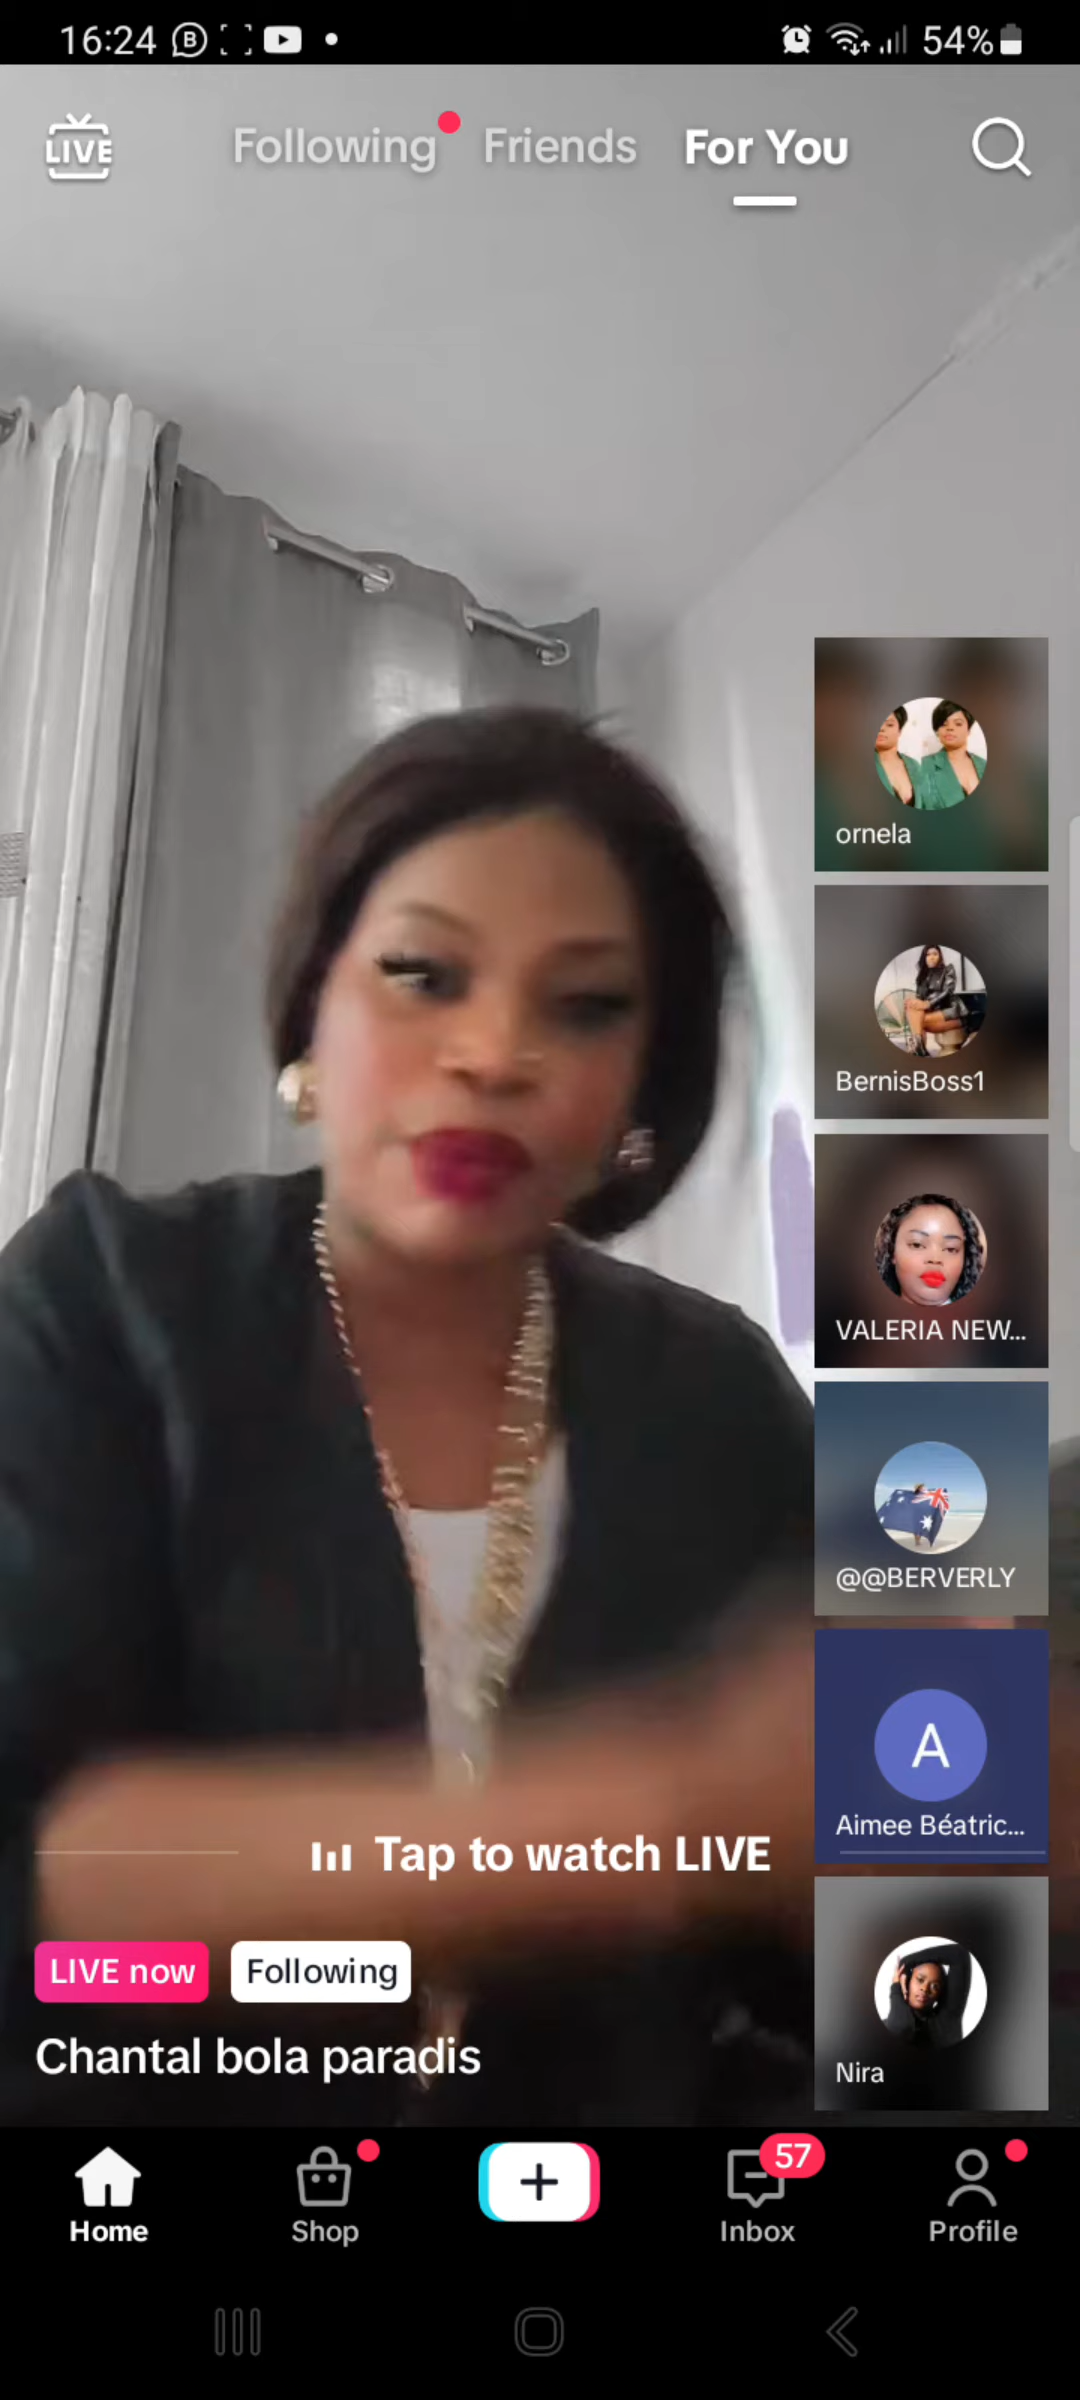 16:24
54%
LIVE
Following Friends For You
ornela
BernisBoss1
VALERIA NEW...
@@BERVERLY
A
Aimee Béatric...
Tap to watch LIVE
LIVE now Following
Nira
Chantal bola paradis
57
Home Shop Inbox Profile